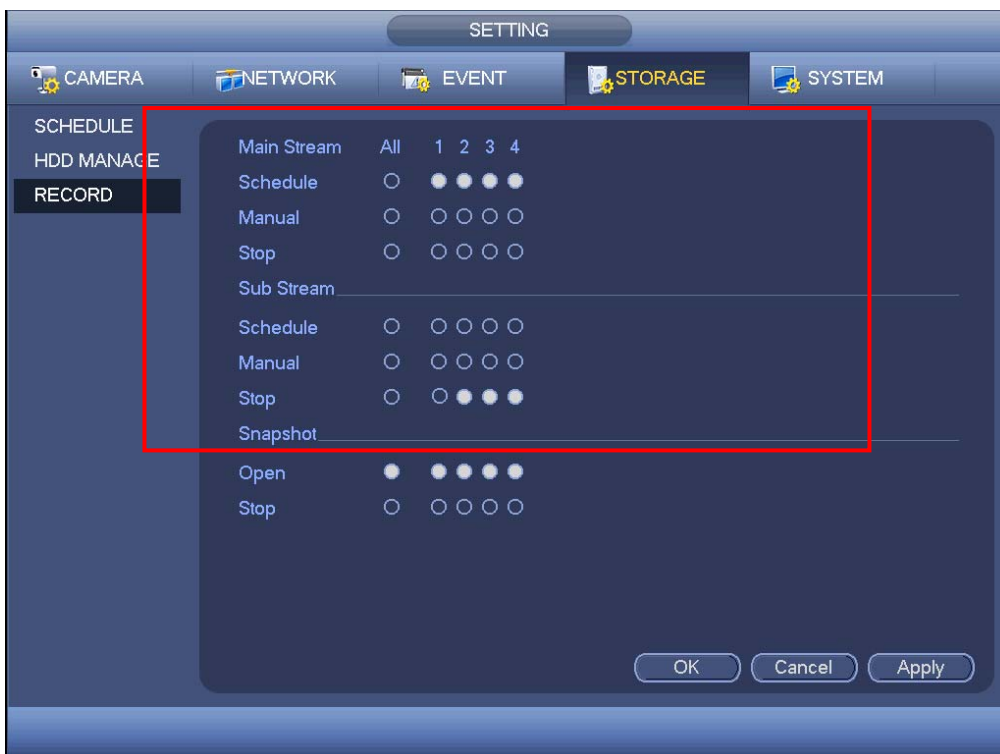 SETTING
CAMERA NETWORK EVENT STORAGE SYSTEM
SCHEDULE
HDD MANAGE
RECORD
Main Stream All 1 2 3 4
Schedule
Manual
Stop
Sub Stream
Schedule
Manual
Stop
Snapshot
Open
Stop
OK Cancel Apply